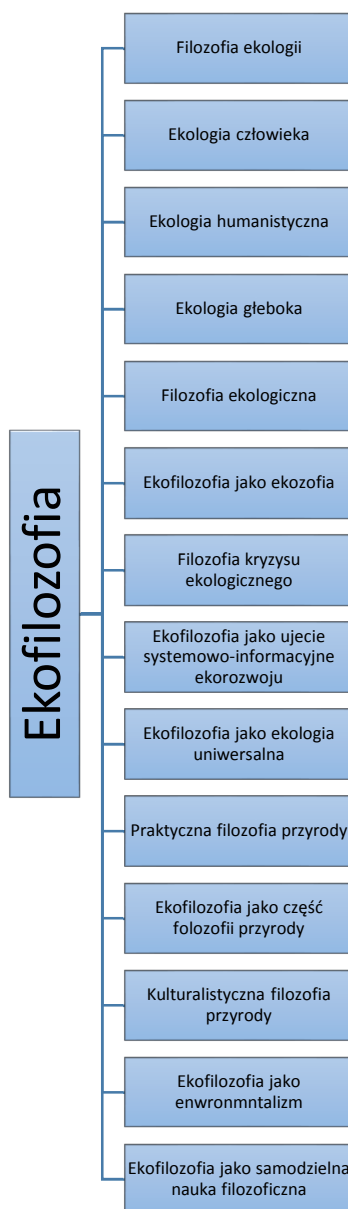 Ekofilozofia
Filozofia ekologii
Ekologia człowieka
Ekologia humanistyczna
Ekologia głeboka
Filozofia ekologiczna
Ekofilozofia jako ekozofia
Filozofia kryzysu
ekologicznego
Ekofilozofia jako ujecie
systemowo-informacyjne
ekorozwoju
Ekofilozofia jako ekologia
uniwersalna
Praktyczna filozofia przyrody
Ekofilozofia jako część
folozofii przyrody
Kulturalistyczna filozofia
przyrody
Ekofilozofia jako
enwronmntalizm
Ekofilozofia jako samodzielna
nauka filozoficzna